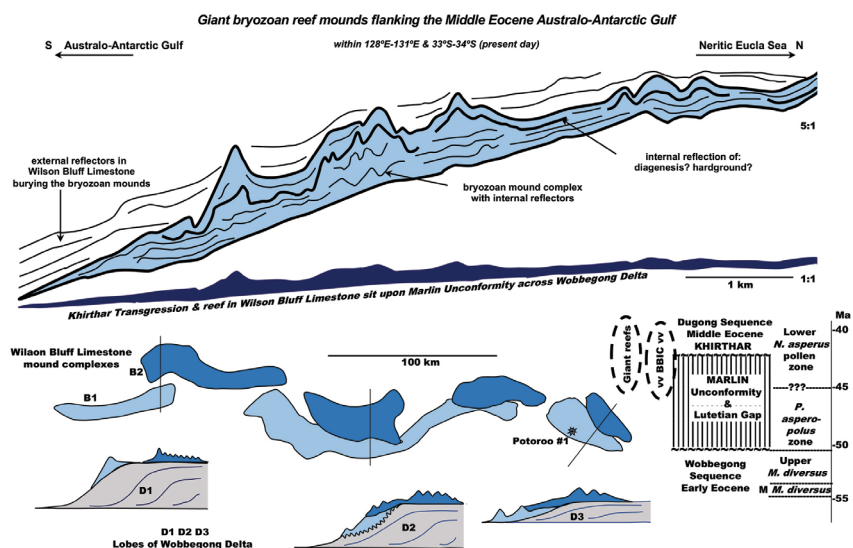 Giant bryozoan reef mounds flanking the Middle Eocene Australo-Antarctic Gulf
within 128ºE-131ºE & 33ºS-34ºS (present day)
S
Australo-Antarctic Gulf
Neritic Eucla Sea
N
5:1
external reflectors in
Wilson Bluff Limestone
burying the bryozoan mounds
bryozoan mound complex
with internal reflectors
internal reflection of:
diagenesis? hardground?
1:1
1 km
Khirthar Transgression & reef in Wilson Bluff Limestone sit upon Marlin Unconformity across Wobbegong Delta
Wilaon Bluff Limestone
mound complexes
B2
B1
100 km
Potoroo #1
D1
D2
D3
D1 D2 D3
Lobes of Wobbegong Delta
Giant reefs
vv BBIC vv
Dugong Sequence
Middle Eocene
KHIRTHAR
MARLIN
Unconformity
&
Lutetian Gap
Wobbegong
Sequence
Early Eocene
Lower
N. asperus
pollen
zone
???
P.
aspero-
polus
zone
Upper
M. diversus
M M. diversus
Ma
40
45
50
55